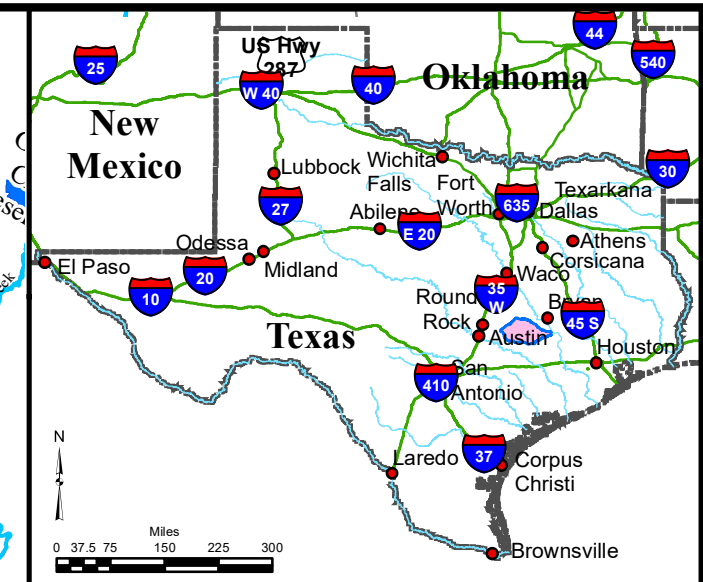 US Hwy
287
44
25
540
W 40
40
Oklahoma
New
Mexico
Wichita
Falls
30
Lubbock
Fort
Worth
635
Texarkana
Dallas
27
Abilene
E 20
Odessa
Midland
Athens
Corsicana
El Paso
20
10
Waco
35
W
Round
Rock
Bryan
45 S
Texas
Austin
Houston
San
Antonio
410
Laredo
37
Corpus
Christi
N
Miles
0 37.5 75 150 225 300
Brownsville